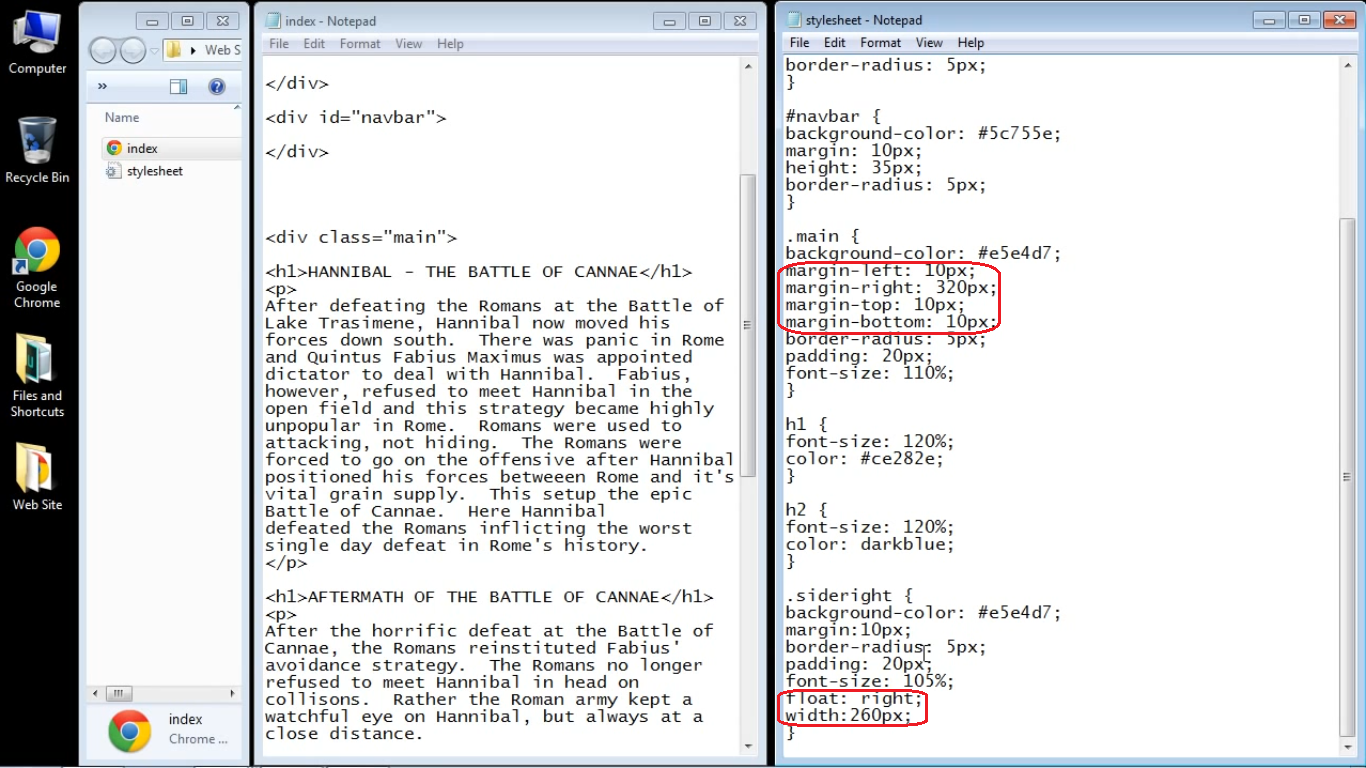 Computer
Recycle Bin
Google
Chrome
Files and
Shortcuts
Web Site
Web S
»
Name
index
stylesheet
index
Chrome ...
index - Notepad
File Edit Format View Help
</div>
<div id="navbar">
</div>
<div class="main">
<h1>HANNIBAL - THE BATTLE OF CANNAE</h1>
<p>
After defeating the Romans at the Battle of
Lake Trasimene, Hannibal now moved his
forces down south.  There was panic in Rome
and Quintus Fabius Maximus was appointed
dictator to deal with Hannibal.  Fabius,
however, refused to meet Hannibal in the
open field and this strategy became highly
unpopular in Rome.  Romans were used to
attacking, not hiding.  The Romans were
forced to go on the offensive after Hannibal
positioned his forces betweeen Rome and it's
vital grain supply.  This setup the epic
Battle of Cannae.  Here Hannibal
defeated the Romans inflicting the worst
single day defeat in Rome's history.
</p>
<h1>AFTERMATH OF THE BATTLE OF CANNAE</h1>
<p>
After the horrific defeat at the Battle of
Cannae, the Romans reinstituted Fabius'
avoidance strategy.  The Romans no longer
refused to meet Hannibal in head on
collisons.  Rather the Roman army kept a
watchful eye on Hannibal, but always at a
close distance.
stylesheet - Notepad
File Edit Format View Help
border-radius: 5px;
}
#navbar {
background-color: #5c755e;
margin: 10px;
height: 35px;
border-radius: 5px;
}
.main {
background-color: #e5e4d7;
margin-left: 10px;
margin-right: 320px;
margin-top: 10px;
margin-bottom: 10px;
border-radius: 5px;
padding: 20px;
font-size: 110%;
}
h1 {
font-size: 120%;
color: #ce282e;
}
h2 {
font-size: 120%;
color: darkblue;
}
.sideright {
background-color: #e5e4d7;
margin:10px;
border-radius: 5px;
padding: 20px;
font-size: 105%;
float: right;
width:260px;
}